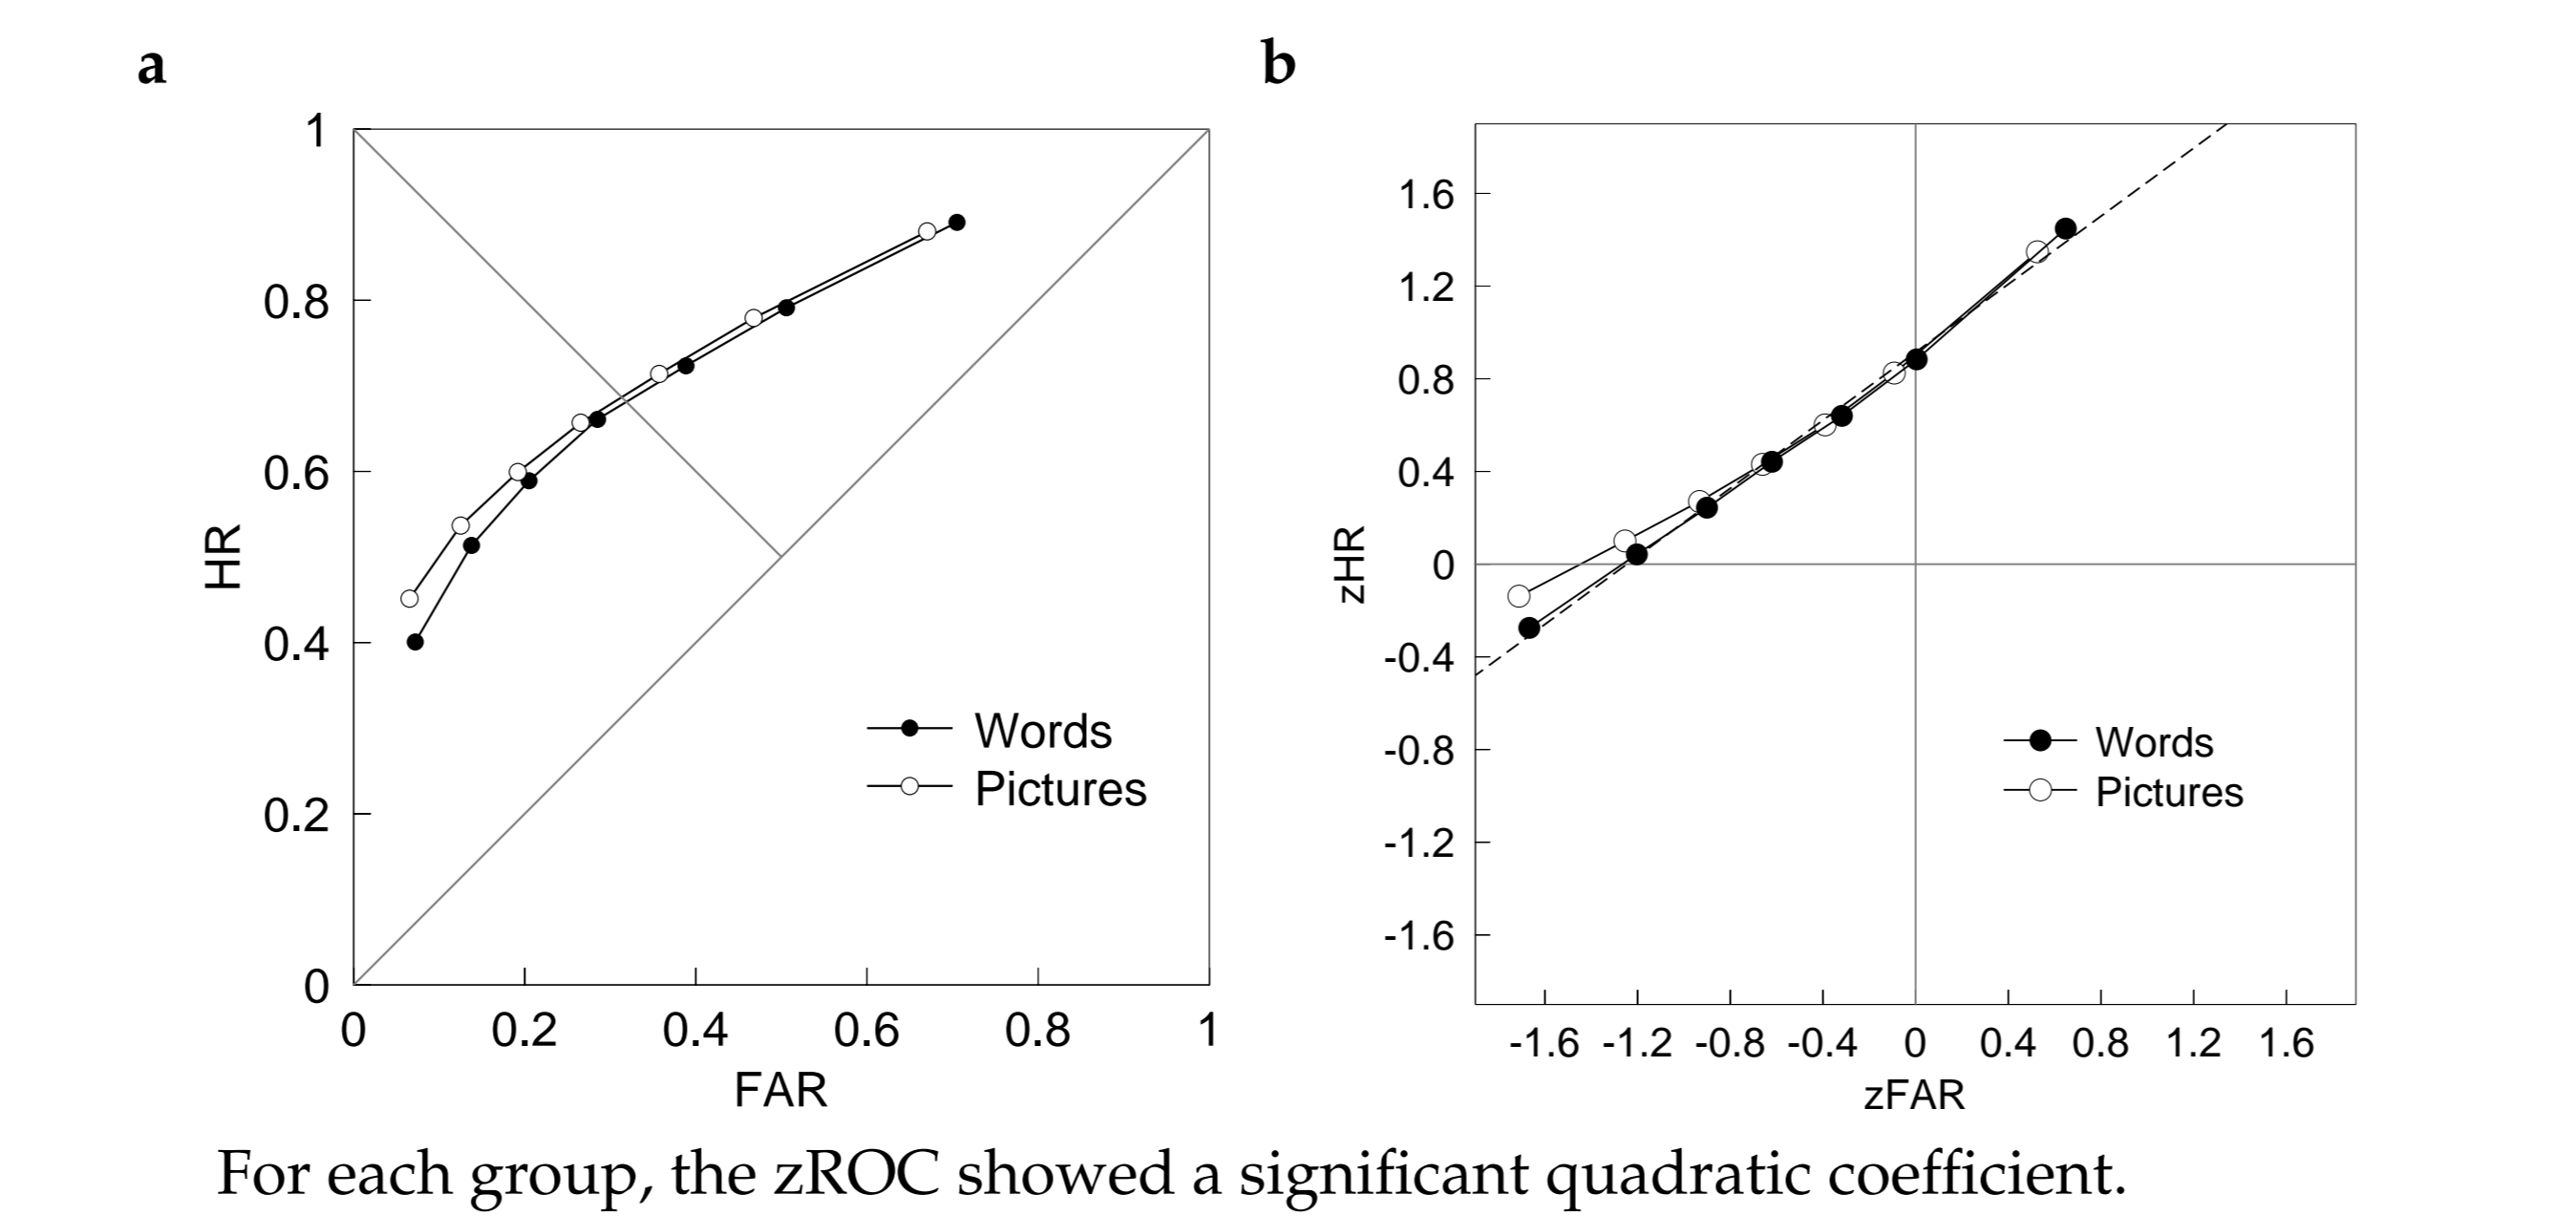 a
b
1
0.8
0.6
0.4
0.2
0
HR
0 0.2 0.4 0.6 0.8 1
FAR
Words
Pictures
1.6
1.2
0.8
0.4
0
-0.4
-0.8
-1.2
-1.6
zHR
-1.6 -1.2 -0.8 -0.4 0 0.4 0.8 1.2 1.6
zFAR
Words
Pictures
For each group, the zROC showed a significant quadratic coefficient.